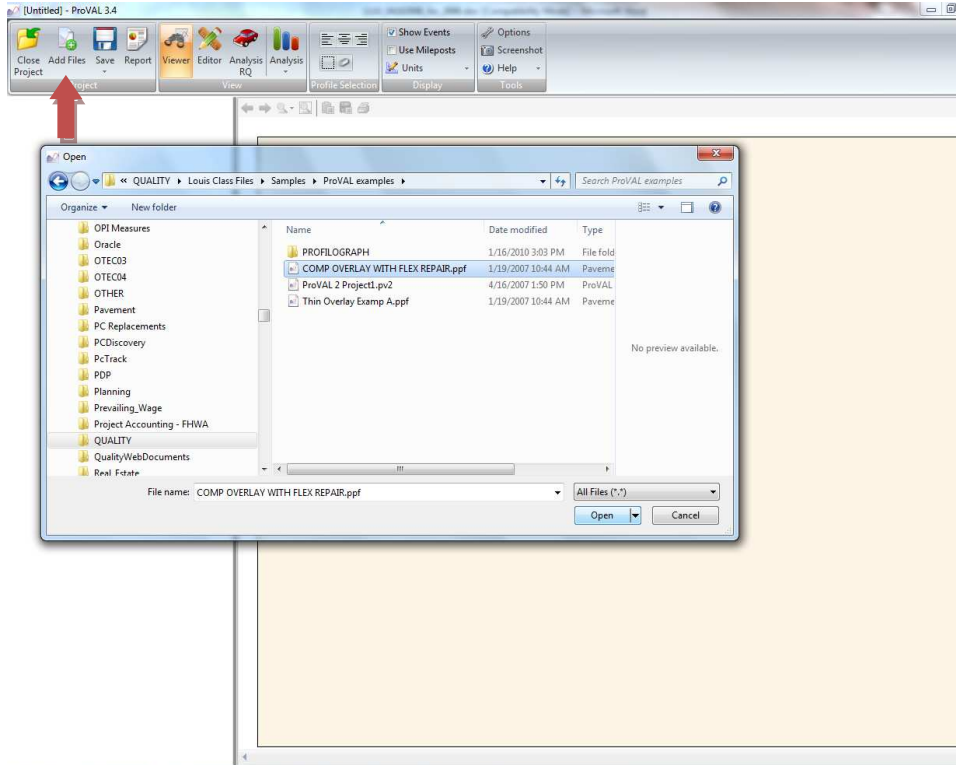 [Untitled] - ProVAL 3.4
Show Events
Use Mileposts
Units
Options
Screenshot
Help
Close Project
Add Files
Save
Report
Viewer
Editor
Analysis RQ
Analysis
Project
View
Profile Selection
Display
Tools
Open
« QUALITY ▸ Louis Class Files ▸ Samples ▸ ProVAL examples ▸
Search ProVAL examples
Organize
New folder
OPI Measures
Oracle
OTEC03
OTEC04
OTHER
Pavement
PC Replacements
PCDiscovery
PcTrack
PDP
Planning
Prevailing_Wage
Project Accounting - FHWA
QUALITY
QualityWebDocuments
Real Estate
Name Date modified Type
PROFILOGRAPH 1/16/2010 3:03 PM File fold
COMP OVERLAY WITH FLEX REPAIR.ppf 1/19/2007 10:44 AM Paveme
ProVAL 2 Project1.pv2 4/16/2007 1:50 PM ProVAL
Thin Overlay Examp A.ppf 1/19/2007 10:44 AM Paveme
No preview available.
File name: COMP OVERLAY WITH FLEX REPAIR.ppf
All Files (*.*)
Open
Cancel